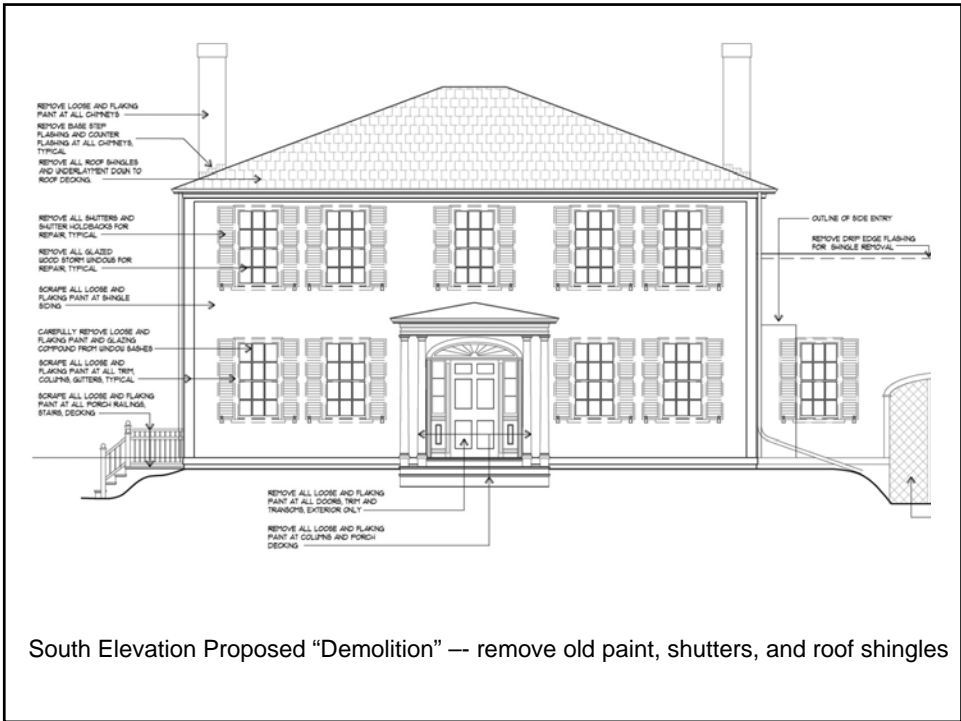 REMOVE LOOSE AND FLAKING
PAINT AT ALL CHIMNEYS
REMOVE BASE STEP
FLASHING AND COUNTER
FLASHING AT ALL CHIMNEYS,
TYPICAL
REMOVE ALL ROOF SHINGLES
AND UNDERLAYMENT DOWN TO
ROOF DECKING.
REMOVE ALL SHUTTERS AND
SHUTTER HOLDBACKS FOR
REPAIR, TYPICAL
REMOVE ALL GLAZED
WOOD STORM WINDOWS FOR
REPAIR, TYPICAL
SCRAPE ALL LOOSE AND
FLAKING PAINT AT SHINGLE
SIDING
CAREFULLY REMOVE LOOSE AND
FLAKING PAINT AND GLAZING
COMPOUND FROM WINDOW SASHES
SCRAPE ALL LOOSE AND
FLAKING PAINT AT ALL TRIM,
COLUMNS, GUTTERS, TYPICAL
SCRAPE ALL LOOSE AND FLAKING
PAINT AT ALL PORCH RAILINGS,
STAIRS, DECKING
OUTLINE OF SIDE ENTRY
REMOVE DRIP EDGE FLASHING
FOR SHINGLE REMOVAL
REMOVE ALL LOOSE AND FLAKING
PAINT AT ALL DOORS, TRIM AND
TRANSOMS, EXTERIOR ONLY
REMOVE ALL LOOSE AND FLAKING
PAINT AT COLUMNS AND PORCH
DECKING
South Elevation Proposed “Demolition” –- remove old paint, shutters, and roof shingles